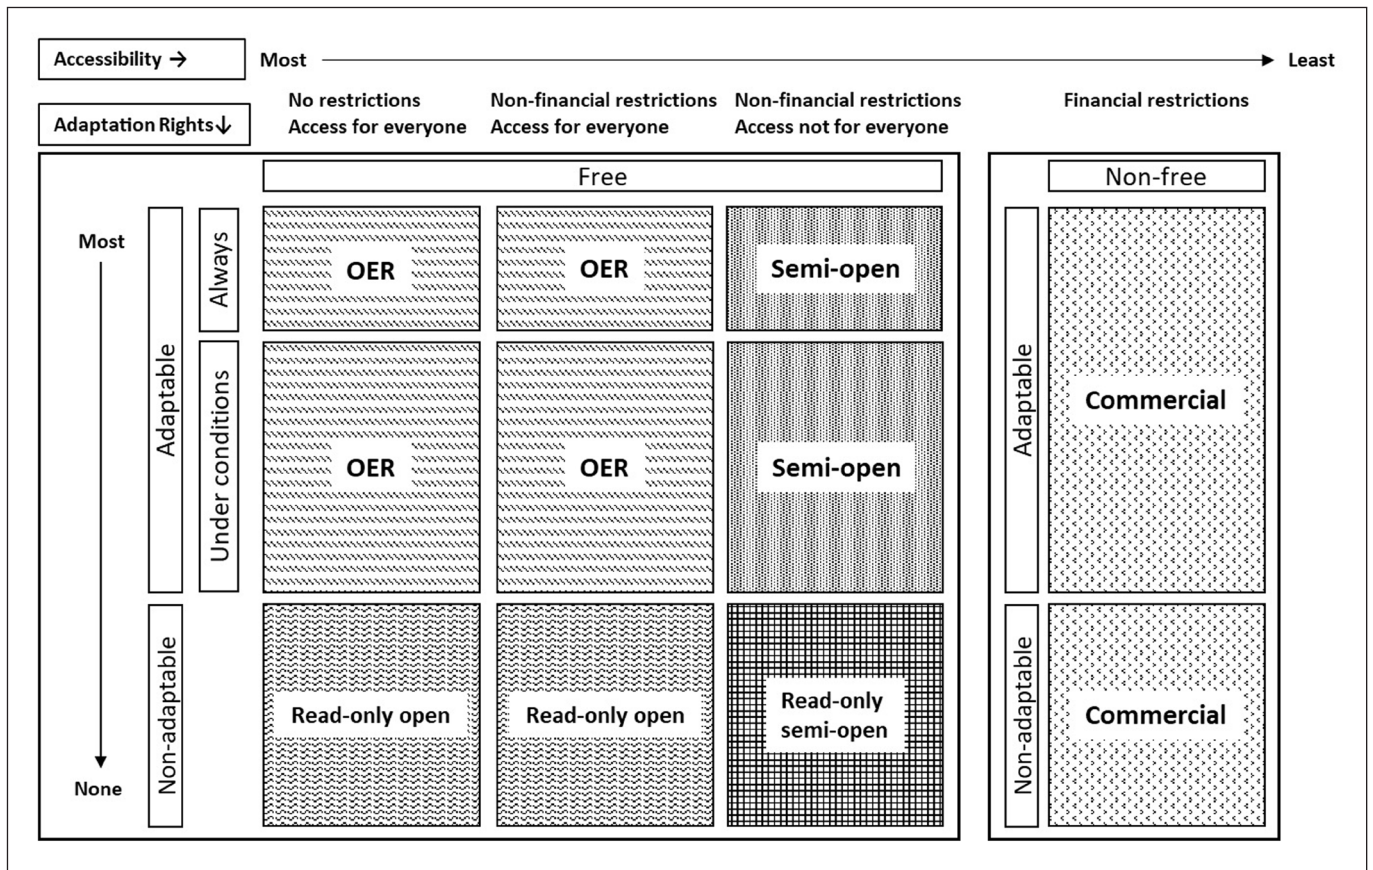 Accessibility →
Most
Least
Adaptation Rights↓
No restrictions
Access for everyone
Non-financial restrictions
Access for everyone
Non-financial restrictions
Access not for everyone
Financial restrictions
Free
Non-free
Most
None
Adaptable
Always
OER
OER
Semi-open
Under conditions
OER
OER
Semi-open
Adaptable
Commercial
Non-adaptable
Read-only open
Read-only open
Read-only
semi-open
Non-adaptable
Commercial